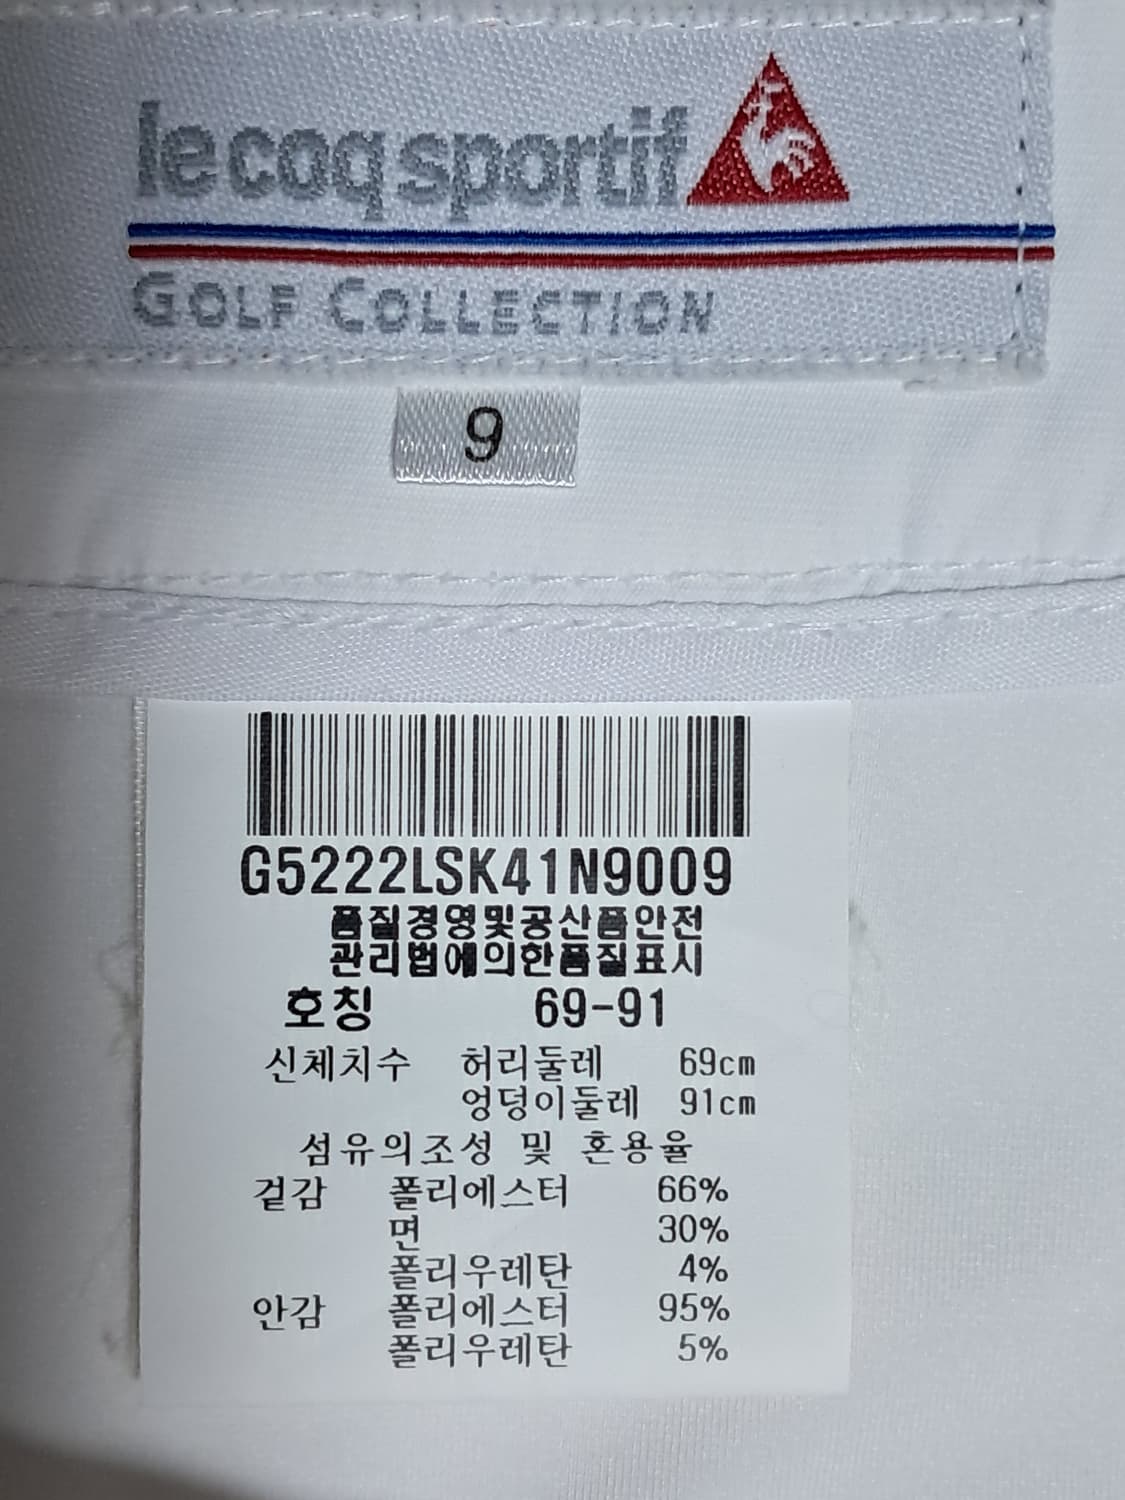 le coq sportif
GOLF COLLECTION
9
G5222LSK41N9009
품질경영및공산품안전
관리법에의한품질표시
호칭 69-91
신체치수 허리둘레 69cm
엉덩이둘레 91cm
섬유의조성 및 혼용율
겉감 폴리에스터 66%
면 30%
폴리우레탄 4%
안감 폴리에스터 95%
폴리우레탄 5%